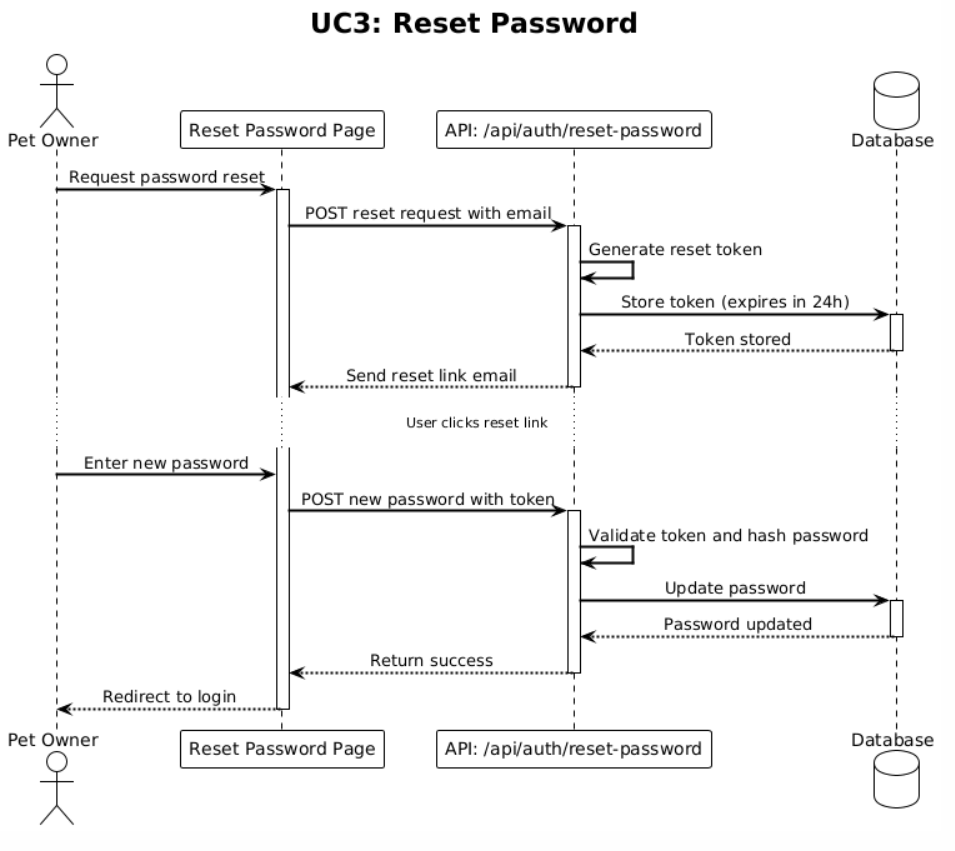 UC3: Reset Password
Pet Owner
Reset Password Page
API: /api/auth/reset-password
Database
Request password reset
POST reset request with email
Generate reset token
Store token (expires in 24h)
Token stored
Send reset link email
User clicks reset link
Enter new password
POST new password with token
Validate token and hash password
Update password
Password updated
Return success
Redirect to login
Pet Owner
Reset Password Page
API: /api/auth/reset-password
Database